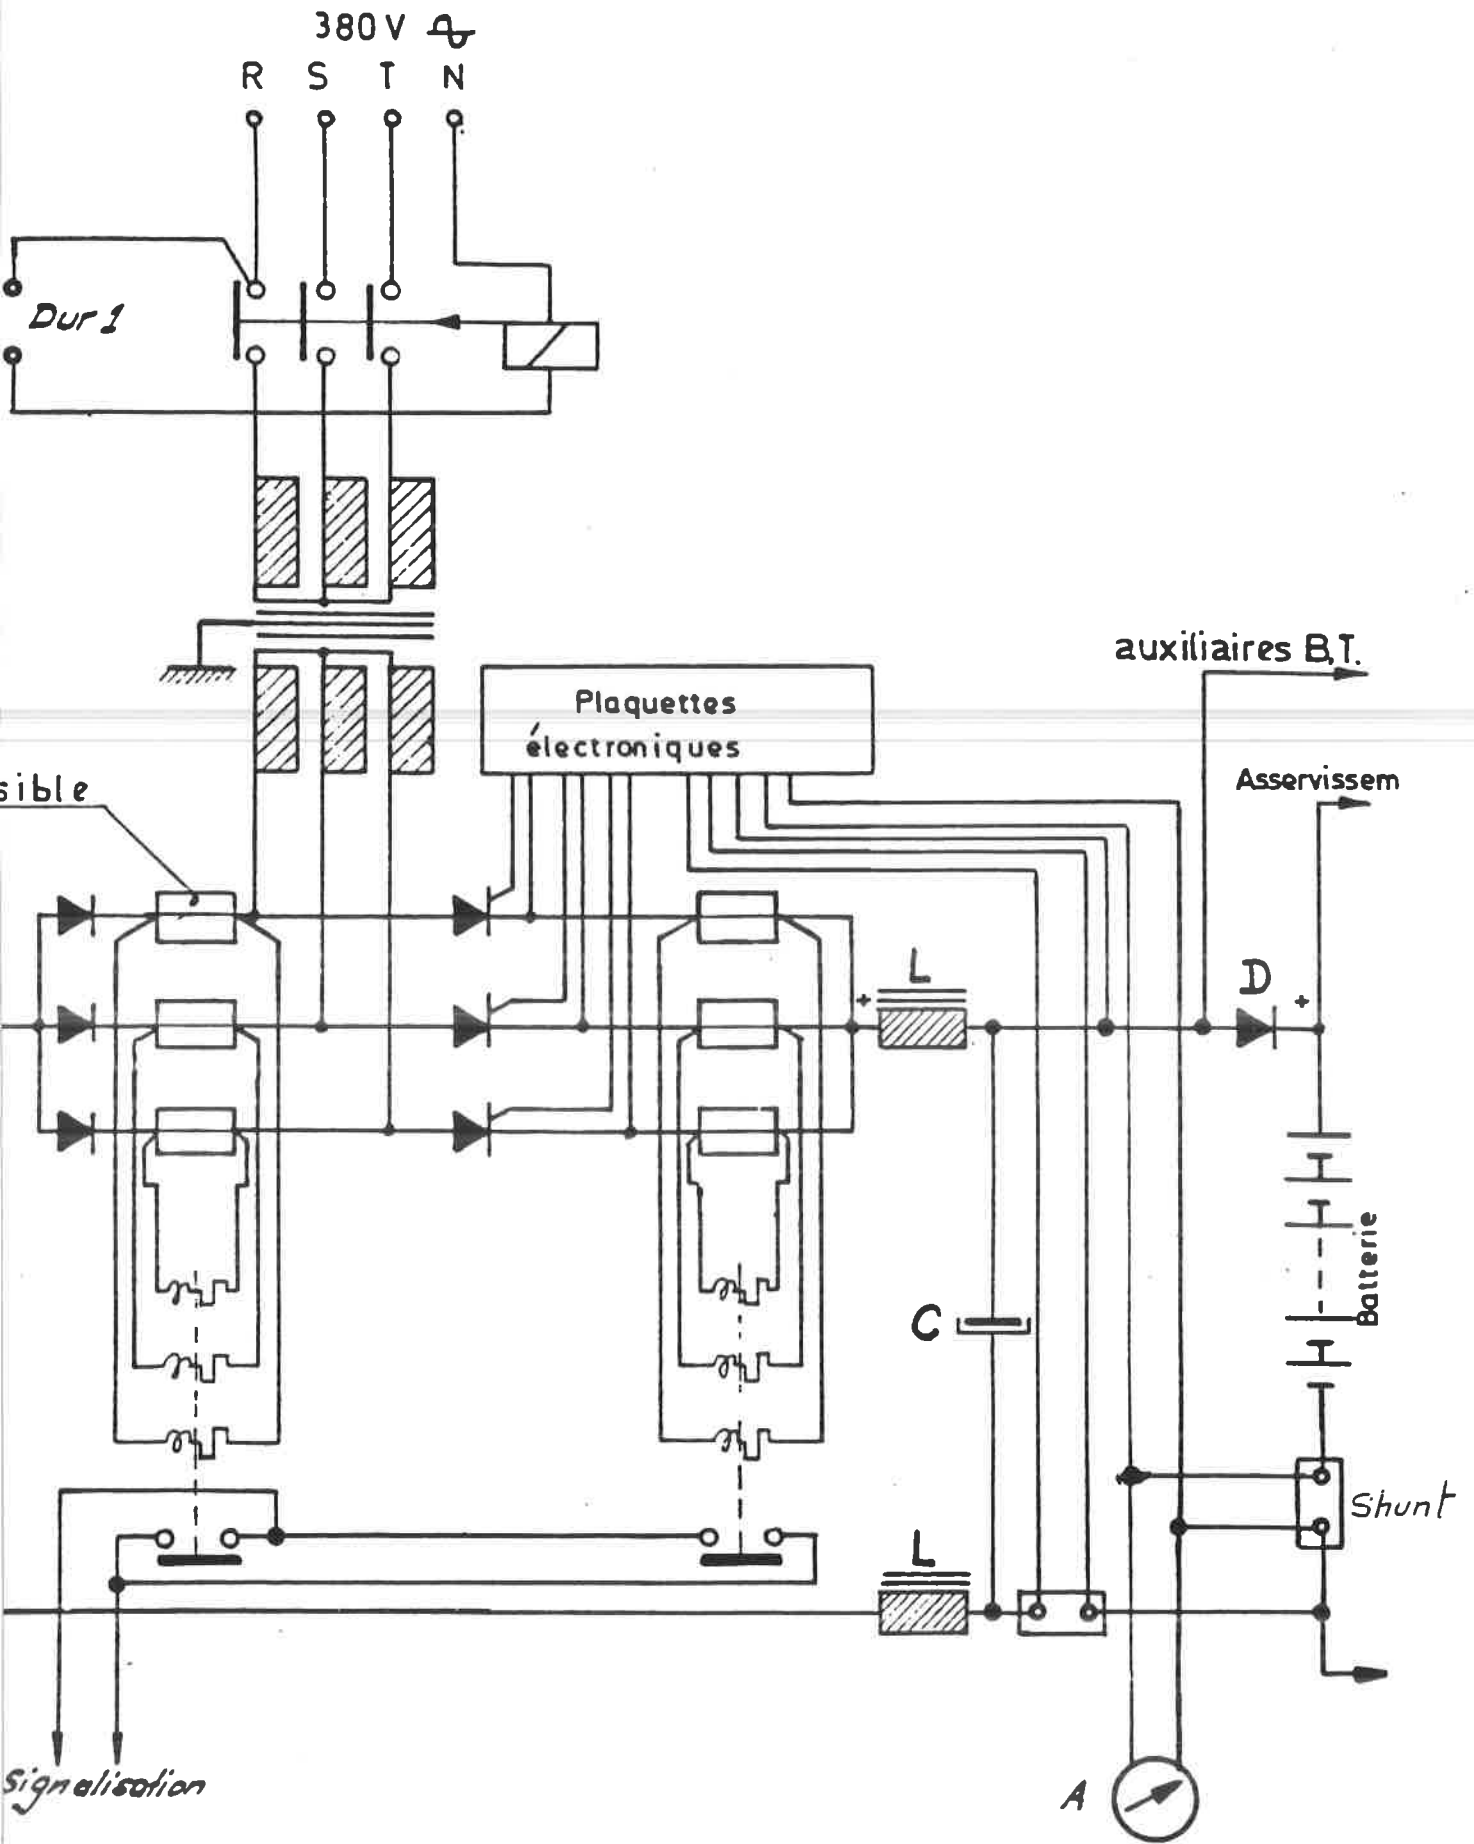 380V
R S T N
Dur 1
auxiliaires B.T.
Plaquettes
électroniques
sible
Asservissem
L
D
+
+
Batterie
C
Shunt
L
Signalisation
A